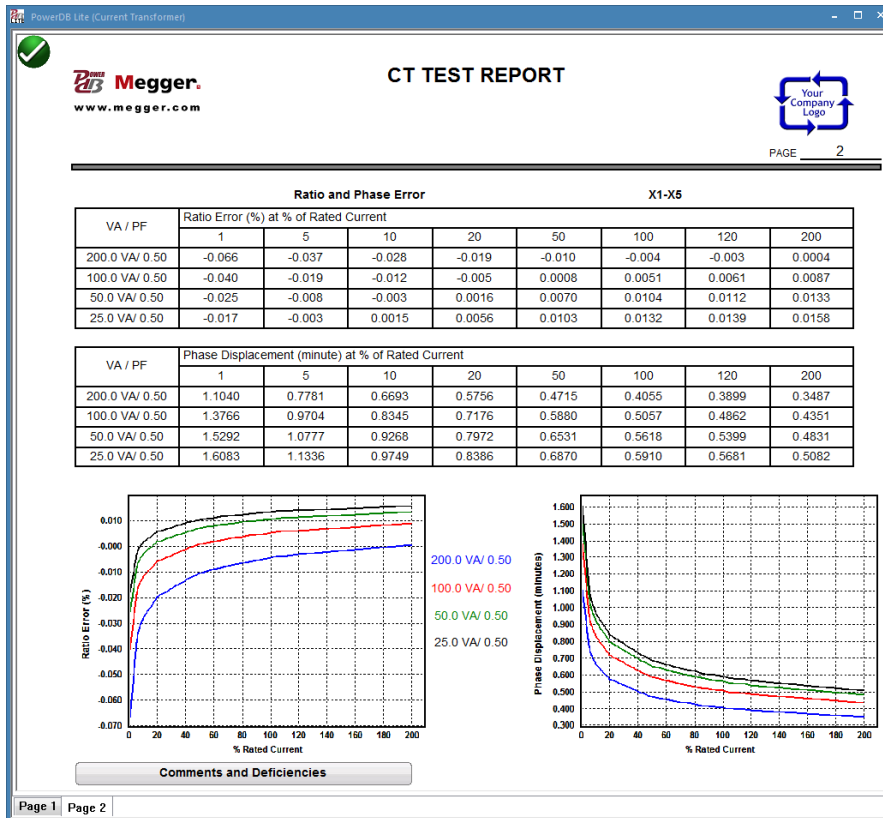 PowerDB Lite (Current Transformer)
POWER DB Megger.
www.megger.com
CT TEST REPORT
Your
Company
Logo
PAGE 2
Ratio and Phase Error X1-X5
VA / PF Ratio Error (%) at % of Rated Current
1 5 10 20 50 100 120 200
200.0 VA/ 0.50 -0.066 -0.037 -0.028 -0.019 -0.010 -0.004 -0.003 0.0004
100.0 VA/ 0.50 -0.040 -0.019 -0.012 -0.005 0.0008 0.0051 0.0061 0.0087
50.0 VA/ 0.50 -0.025 -0.008 -0.003 0.0016 0.0070 0.0104 0.0112 0.0133
25.0 VA/ 0.50 -0.017 -0.003 0.0015 0.0056 0.0103 0.0132 0.0139 0.0158
VA / PF Phase Displacement (minute) at % of Rated Current
1 5 10 20 50 100 120 200
200.0 VA/ 0.50 1.1040 0.7781 0.6693 0.5756 0.4715 0.4055 0.3899 0.3487
100.0 VA/ 0.50 1.3766 0.9704 0.8345 0.7176 0.5880 0.5057 0.4862 0.4351
50.0 VA/ 0.50 1.5292 1.0777 0.9268 0.7972 0.6531 0.5618 0.5399 0.4831
25.0 VA/ 0.50 1.6083 1.1336 0.9749 0.8386 0.6870 0.5910 0.5681 0.5082
Ratio Error (%)
0.010
-0.000
-0.010
-0.020
-0.030
-0.040
-0.050
-0.060
-0.070
0 20 40 60 80 100 120 140 160 180 200
% Rated Current
200.0 VA/ 0.50
100.0 VA/ 0.50
50.0 VA/ 0.50
25.0 VA/ 0.50
Phase Displacement (minutes)
1.600
1.500
1.400
1.300
1.200
1.100
1.000
0.900
0.800
0.700
0.600
0.500
0.400
0.300
0 20 40 60 80 100 120 140 160 180 200
% Rated Current
Comments and Deficiencies
Page 1 Page 2